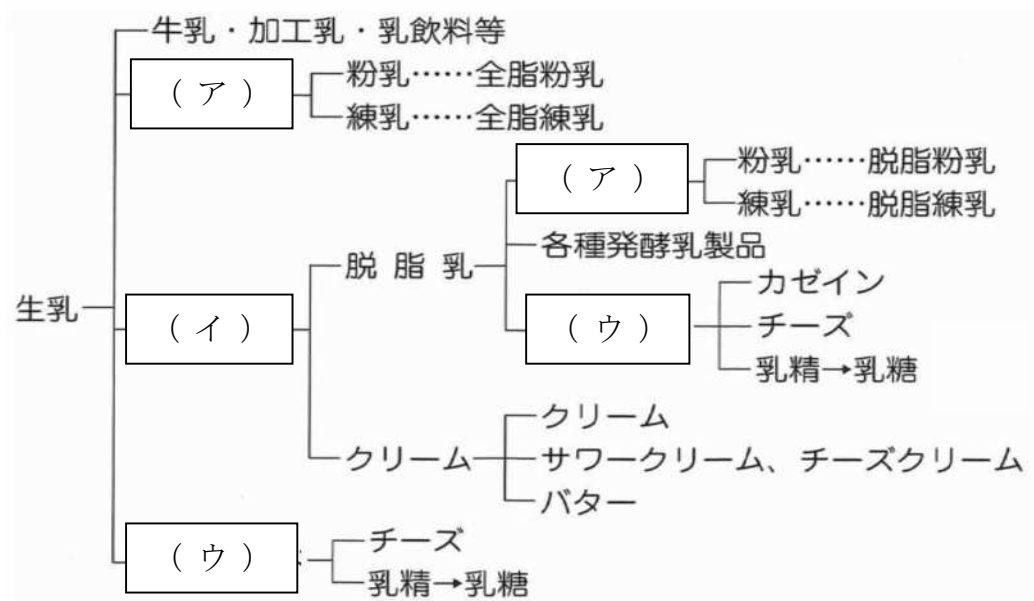 牛乳・加工乳・乳飲料等
（ア）
粉乳……全脂粉乳
練乳……全脂練乳
（ア）
粉乳……脱脂粉乳
練乳……脱脂練乳
脱脂乳
各種発酵乳製品
生乳
（イ）
（ウ）
カゼイン
チーズ
乳精→乳糖
クリーム
クリーム
サワークリーム、チーズクリーム
バター
（ウ）
チーズ
乳精→乳糖